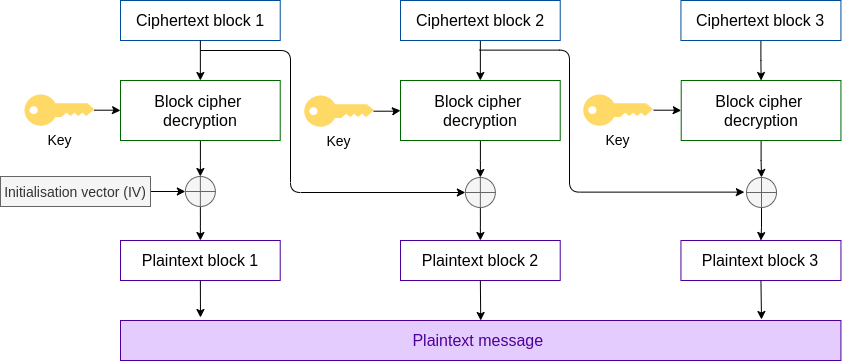 Ciphertext block 1
Ciphertext block 2
Ciphertext block 3
Block cipher
decryption
Block cipher
decryption
Block cipher
decryption
Key
Key
Key
Initialisation vector (IV)
Plaintext block 1
Plaintext block 2
Plaintext block 3
Plaintext message